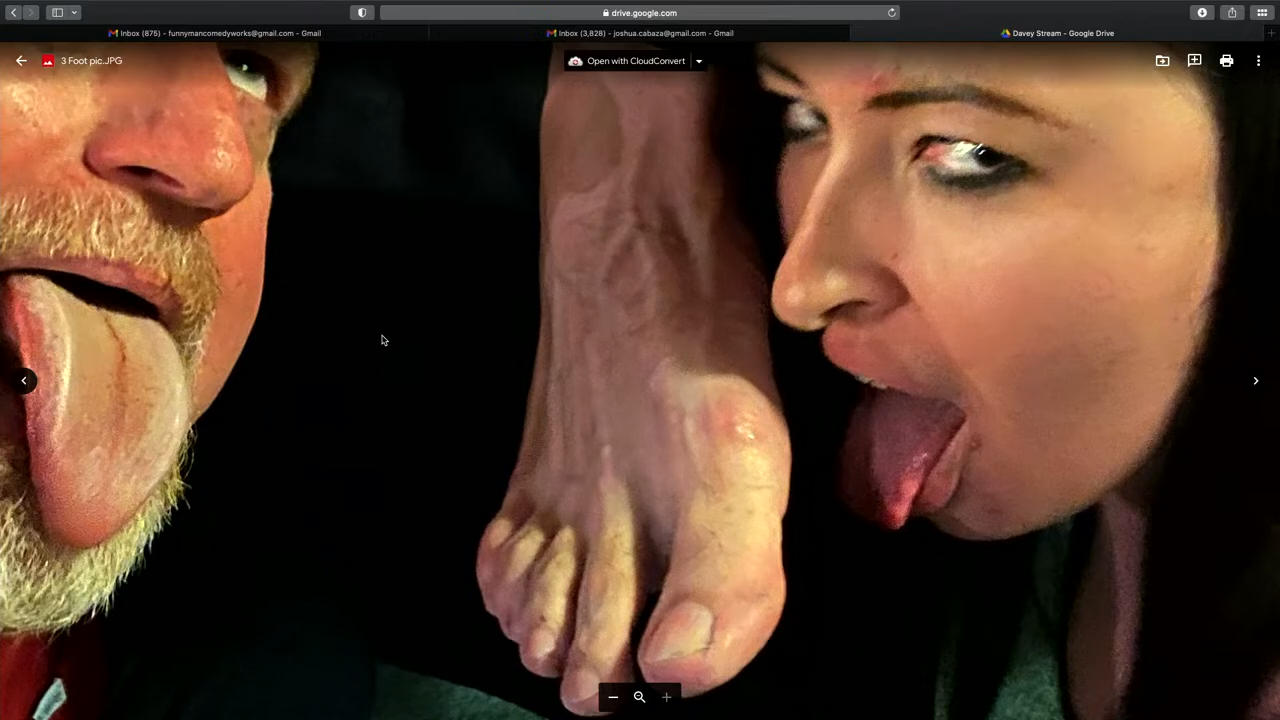 drive.google.com
Inbox (875) - funnymancomedyworks@gmail.com - Gmail
Inbox (3,828) - joshua.cabaza@gmail.com - Gmail
Davey Stream - Google Drive
3 Foot pic.JPG
Open with CloudConvert